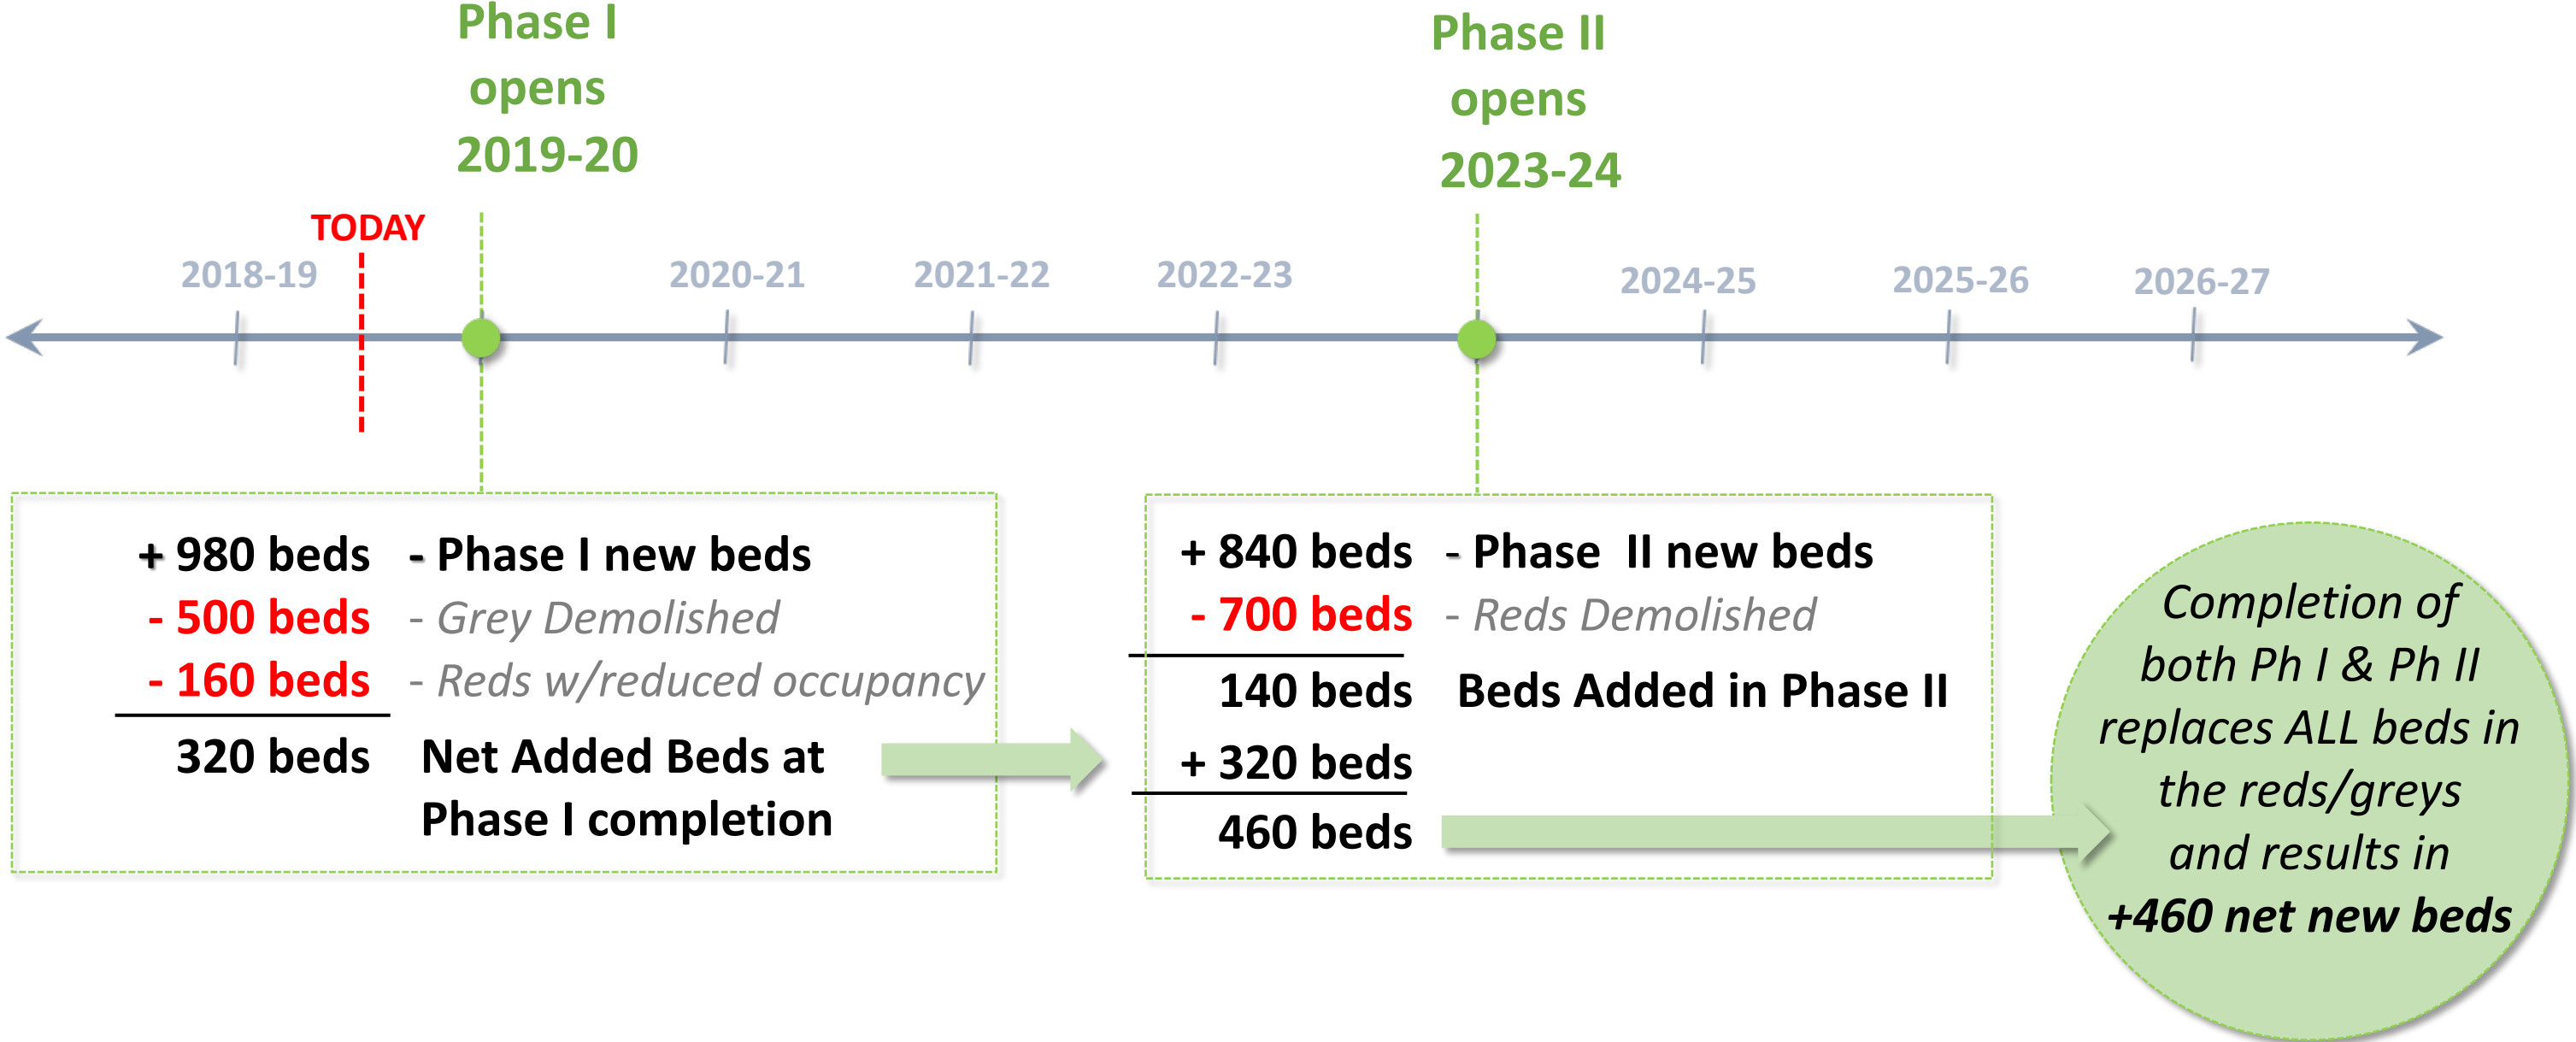 Phase I
opens
2019-20
Phase II
opens
2023-24
TODAY
2018-19
2020-21
2021-22
2022-23
2024-25
2025-26
2026-27
+ 980 beds - Phase I new beds
- 500 beds - Grey Demolished
- 160 beds - Reds w/reduced occupancy
320 beds Net Added Beds at
Phase I completion
+ 840 beds - Phase II new beds
- 700 beds - Reds Demolished
140 beds Beds Added in Phase II
+ 320 beds
460 beds
Completion of
both Ph I & Ph II
replaces ALL beds in
the reds/greys
and results in
+460 net new beds